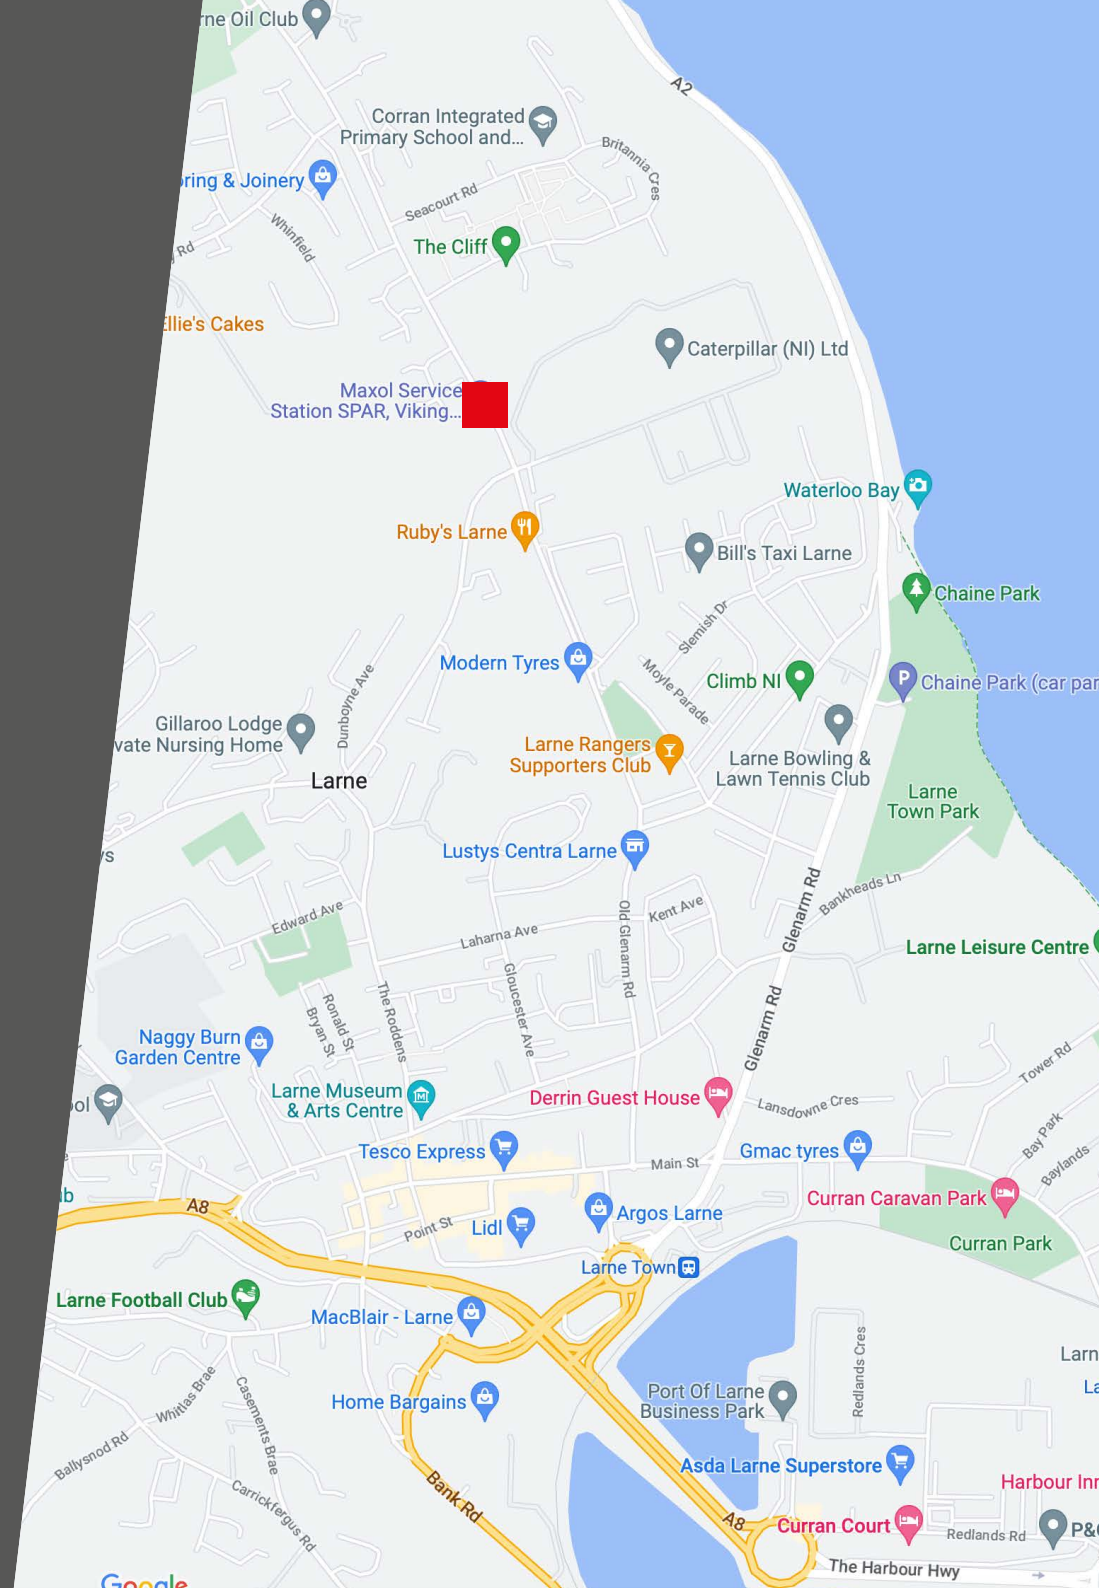 rne Oil Club
A2
Corran Integrated
Primary School and...
Britannia Cres
oring & Joinery
Seacourt Rd
Whinfield
The Cliff
y Rd
Ellie's Cakes
Caterpillar (NI) Ltd
Maxol Service
Station SPAR, Viking...
Waterloo Bay
Ruby's Larne
Bill's Taxi Larne
Chaine Park
Slemish Dr
Modern Tyres
Moyle Parade
Climb NI
Chaine Park (car par
Dunboyne Ave
Gillaroo Lodge
vate Nursing Home
Larne Rangers
Supporters Club
Larne Bowling &
Lawn Tennis Club
Larne
Larne
Town Park
Lustys Centra Larne
ys
Glenarm Rd
Bankheads Ln
Edward Ave
Kent Ave
Laharna Ave
Old Glenarm Rd
Larne Leisure Centre
Gloucester Ave
The Roddens
Ronald St
Bryan St
Glenarm Rd
Naggy Burn
Garden Centre
Tower Rd
Larne Museum
& Arts Centre
Derrin Guest House
Lansdowne Cres
ool
Bay Park
Tesco Express
Main St
Gmac tyres
Baylands
ub
A8
Curran Caravan Park
Argos Larne
Point St
Lidl
Curran Park
Larne Town
Larne Football Club
MacBlair - Larne
Redlands Cres
Larn
La
Whitlas Brae
Casements Brae
Home Bargains
Port Of Larne
Business Park
Ballysnod Rd
Asda Larne Superstore
Harbour Inn
Bank Rd
Carrickfergus Rd
A8
Curran Court
Redlands Rd
P&O
The Harbour Hwy
Google